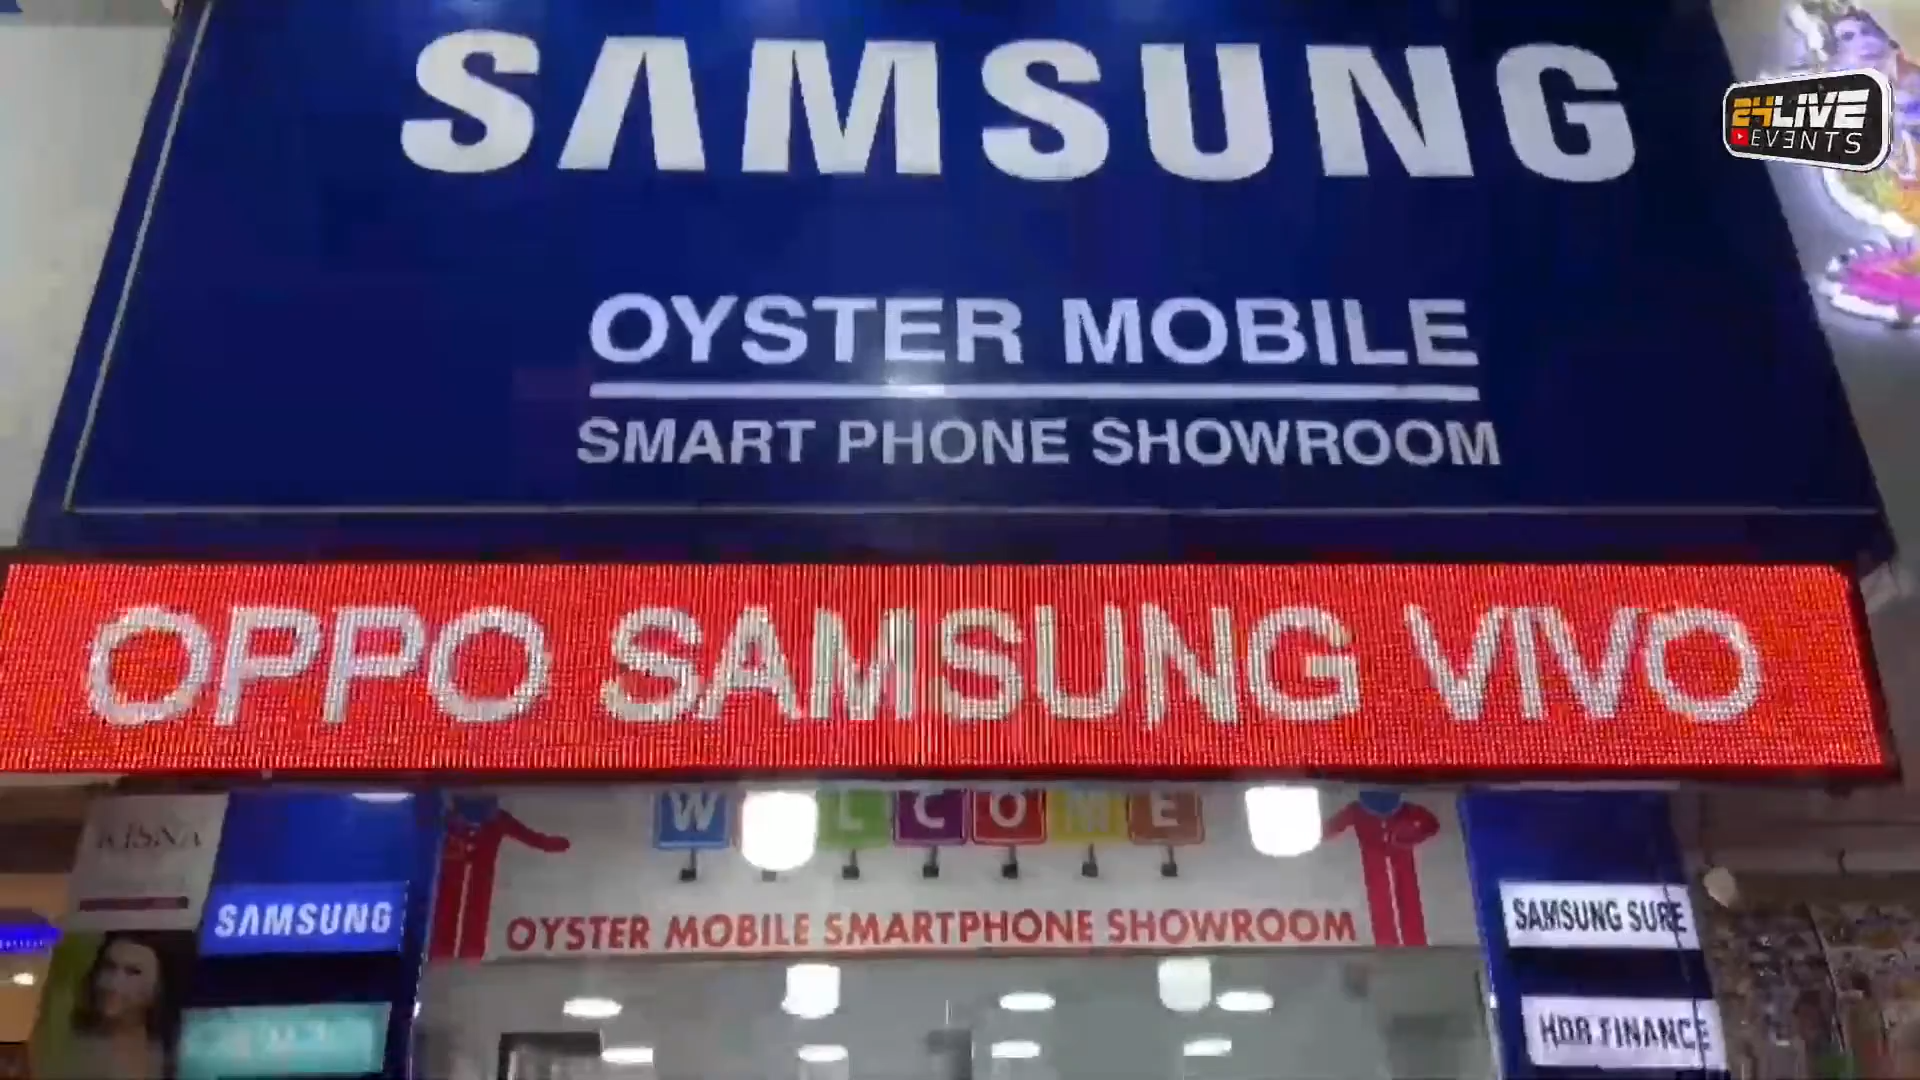 SAMSUNG
24LIVE
EVENTS
OYSTER MOBILE
SMART PHONE SHOWROOM
OPPO SAMSUNG VIVO
WELCOME
KISNA
SAMSUNG
OYSTER MOBILE SMARTPHONE SHOWROOM
SAMSUNG SURE
HDB FINANCE